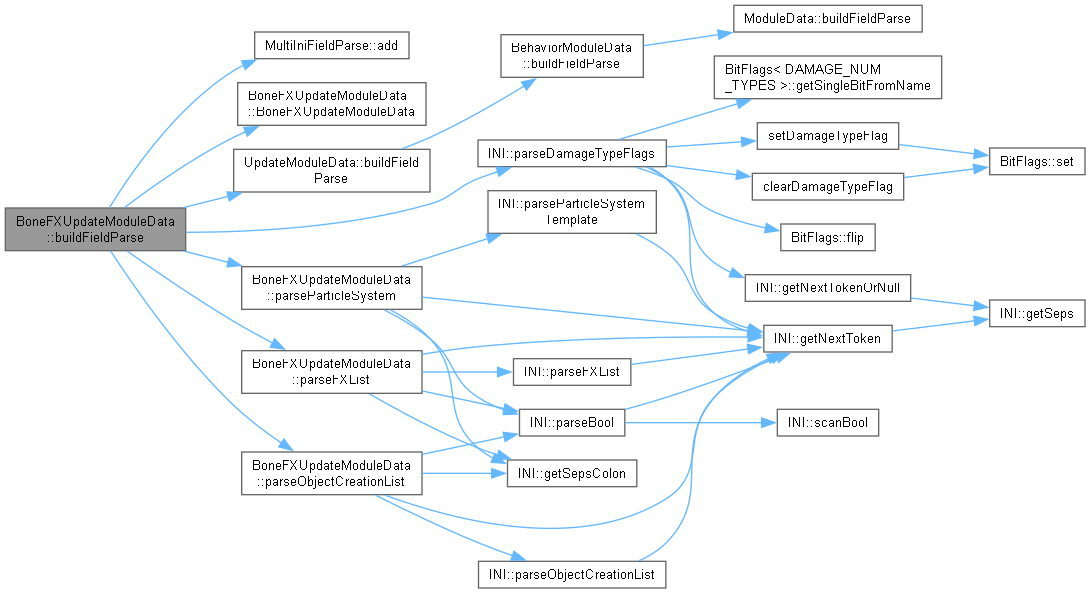 BoneFXUpdateModuleData
::buildFieldParse
MultiIniFieldParse::add
BoneFXUpdateModuleData
::BoneFXUpdateModuleData
UpdateModuleData::buildField
Parse
BoneFXUpdateModuleData
::parseParticleSystem
BoneFXUpdateModuleData
::parseFXList
BoneFXUpdateModuleData
::parseObjectCreationList
BehaviorModuleData
::buildFieldParse
INI::parseDamageTypeFlags
INI::parseParticleSystem
Template
INI::parseFXList
INI::parseBool
INI::getSepsColon
INI::parseObjectCreationList
ModuleData::buildFieldParse
BitFlags< DAMAGE_NUM
_TYPES >::getSingleBitFromName
setDamageTypeFlag
clearDamageTypeFlag
BitFlags::flip
INI::getNextTokenOrNull
INI::getNextToken
INI::scanBool
BitFlags::set
INI::getSeps